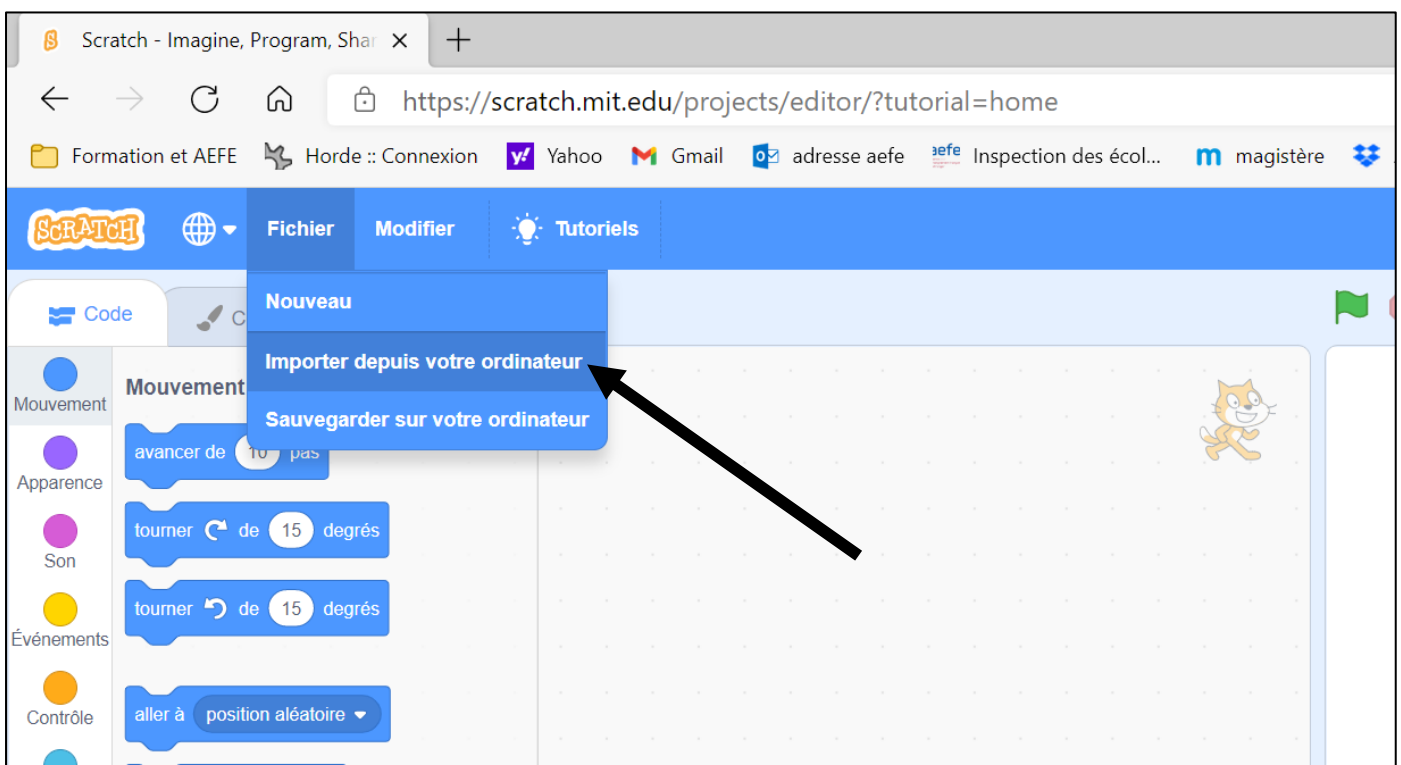 Scratch - Imagine, Program, Shar
https://scratch.mit.edu/projects/editor/?tutorial=home
Formation et AEFE Horde :: Connexion Yahoo Gmail adresse aefe Inspection des écol... magistère
SCRATCH Fichier Modifier Tutoriels
Code C
Nouveau
Importer depuis votre ordinateur
Sauvegarder sur votre ordinateur
Mouvement
Mouvement
avancer de 10 pas
Apparence
tourner de 15 degrés
Son
tourner de 15 degrés
Événements
Contrôle
aller à position aléatoire